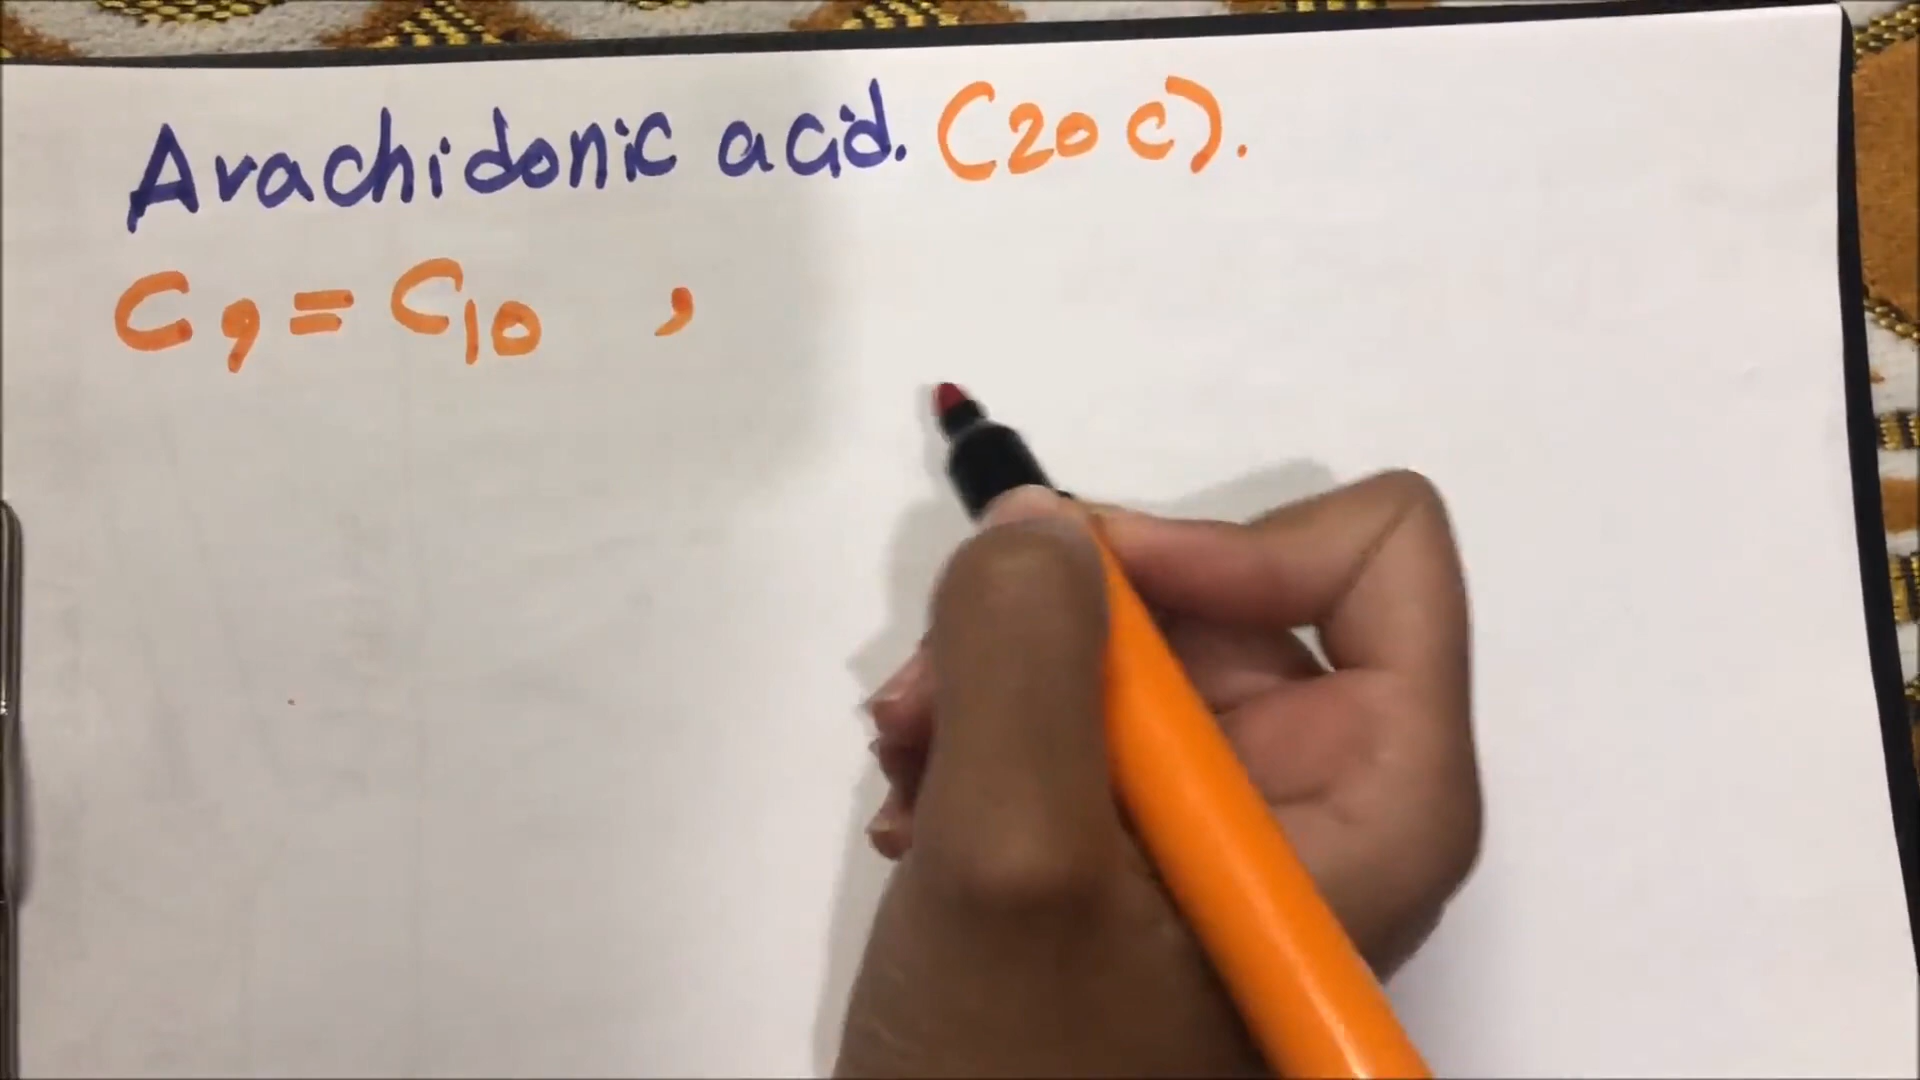 Arachidonic acid. (20 C).
C9 = C10 ,